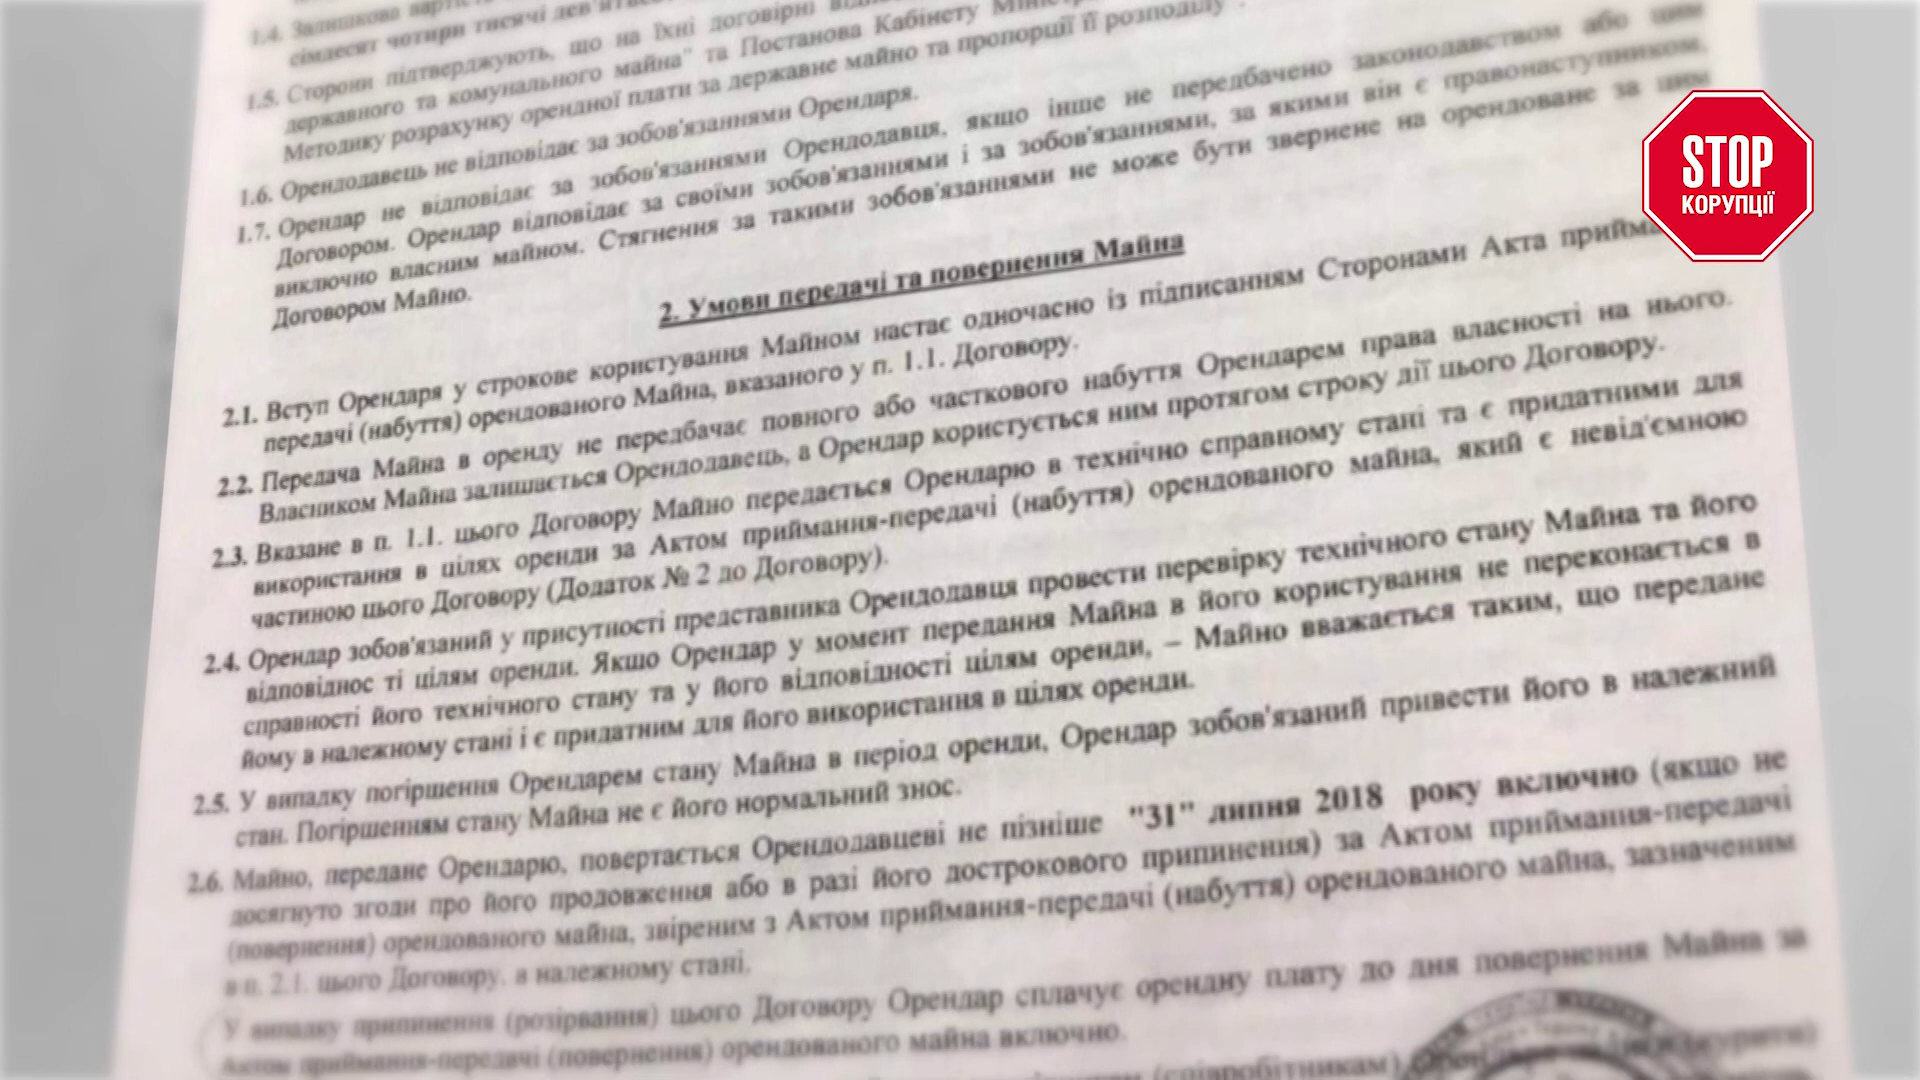 1.4. Залишкова
сімдесят чотири тисячі
1.5. Сторони підтверджують, що на їхні договірні
державного та комунального майна" та Постанова Кабінету
Методику розрахунку орендної плати за державне майно та пропорції її розподілу".
1.6. Орендодавець не відповідає за зобов'язаннями Орендаря.
1.7. Орендар не відповідає за зобов'язаннями Орендодавця, якщо інше не передбачено законодавством або цим
Договором. Орендар відповідає за своїми зобов'язаннями і за зобов'язаннями, за якими він є правонаступником,
виключно власним майном. Стягнення за такими зобов'язаннями не може бути звернене на орендоване за цим
Договором Майно.
STOP
КОРУПЦІЇ
2. Умови передачі та повернення Майна
2.1. Вступ Орендаря у строкове користування Майном настає одночасно із підписанням Сторонами Акта
передачі (набуття) орендованого Майна, вказаного у п. 1.1. Договору.
2.2. Передача Майна в оренду не передбачає повного або часткового набуття Орендарем права власності на нього.
Власником Майна залишається Орендодавець, а Орендар користується ним протягом строку дії цього Договору.
2.3. Вказане в п. 1.1. цього Договору Майно передається Орендарю в технічно справному стані та є придатними для
використання в цілях оренди за Актом приймання-передачі (набуття) орендованого майна, який є невід'ємною
частиною цього Договору (Додаток № 2 до Договору).
2.4. Орендар зобов'язаний у присутності представника Орендодавця провести перевірку технічного стану Майна та його
відповіднос ті цілям оренди. Якшо Орендар у момент передання Майна в його користування не переконається в
справності його технічного стану та у його відповідності цілям оренди, – Майно вважається таким, що передане
йому в належному стані і є придатним для його використання в цілях оренди.
2.5. У випадку погіршення Орендарем стану Майна в період оренди, Орендар зобов'язаний привести його в належний
стан. Погіршенням стану Майна не є його нормальний знос.
2.6. Майно, передане Орендарю, повертається Орендодавцеві не пізніше "31" липня 2018 року включно (якщо не
досягнуто згоди про його продовження або в разі його дострокового припинення) за Актом приймання-передачі
(повернення) орендованого майна, звіреним з Актом приймання-передачі (набуття) орендованого майна, зазначеним
в п. 2.1. цього Договору, в належному стані.
У випадку припинення (розірвання) цього Договору Орендар сплачує орендну плату до дня повернення Майна за
Актом приймання-передачі (повернення) орендованого майна включно.
(співробітникам)